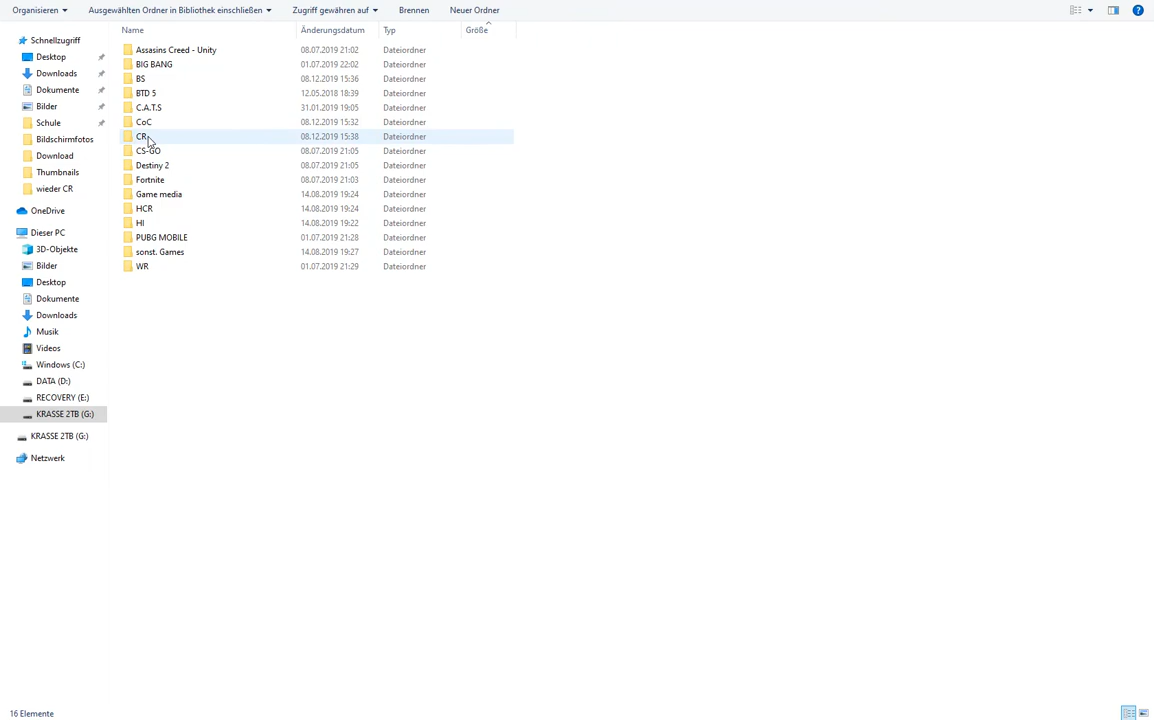 Organisieren Ausgewählten Ordner in Bibliothek einschließen Zugriff gewähren auf Brennen Neuer Ordner
Name Änderungsdatum Typ Größe
Schnellzugriff
Desktop
Downloads
Dokumente
Bilder
Schule
Bildschirmfotos
Download
Thumbnails
wieder CR
OneDrive
Dieser PC
3D-Objekte
Bilder
Desktop
Dokumente
Downloads
Musik
Videos
Windows (C:)
DATA (D:)
RECOVERY (E:)
KRASSE 2TB (G:)
KRASSE 2TB (G:)
Netzwerk
Assasins Creed - Unity 08.07.2019 21:02 Dateiordner
BIG BANG 01.07.2019 22:02 Dateiordner
BS 08.12.2019 15:36 Dateiordner
BTD 5 12.05.2018 18:39 Dateiordner
C.A.T.S 31.01.2019 19:05 Dateiordner
CoC 08.12.2019 15:32 Dateiordner
CR 08.12.2019 15:38 Dateiordner
CS-GO 08.07.2019 21:05 Dateiordner
Destiny 2 08.07.2019 21:05 Dateiordner
Fortnite 08.07.2019 21:03 Dateiordner
Game media 14.08.2019 19:24 Dateiordner
HCR 14.08.2019 19:24 Dateiordner
HI 14.08.2019 19:22 Dateiordner
PUBG MOBILE 01.07.2019 21:28 Dateiordner
sonst. Games 14.08.2019 19:27 Dateiordner
WR 01.07.2019 21:29 Dateiordner
16 Elemente